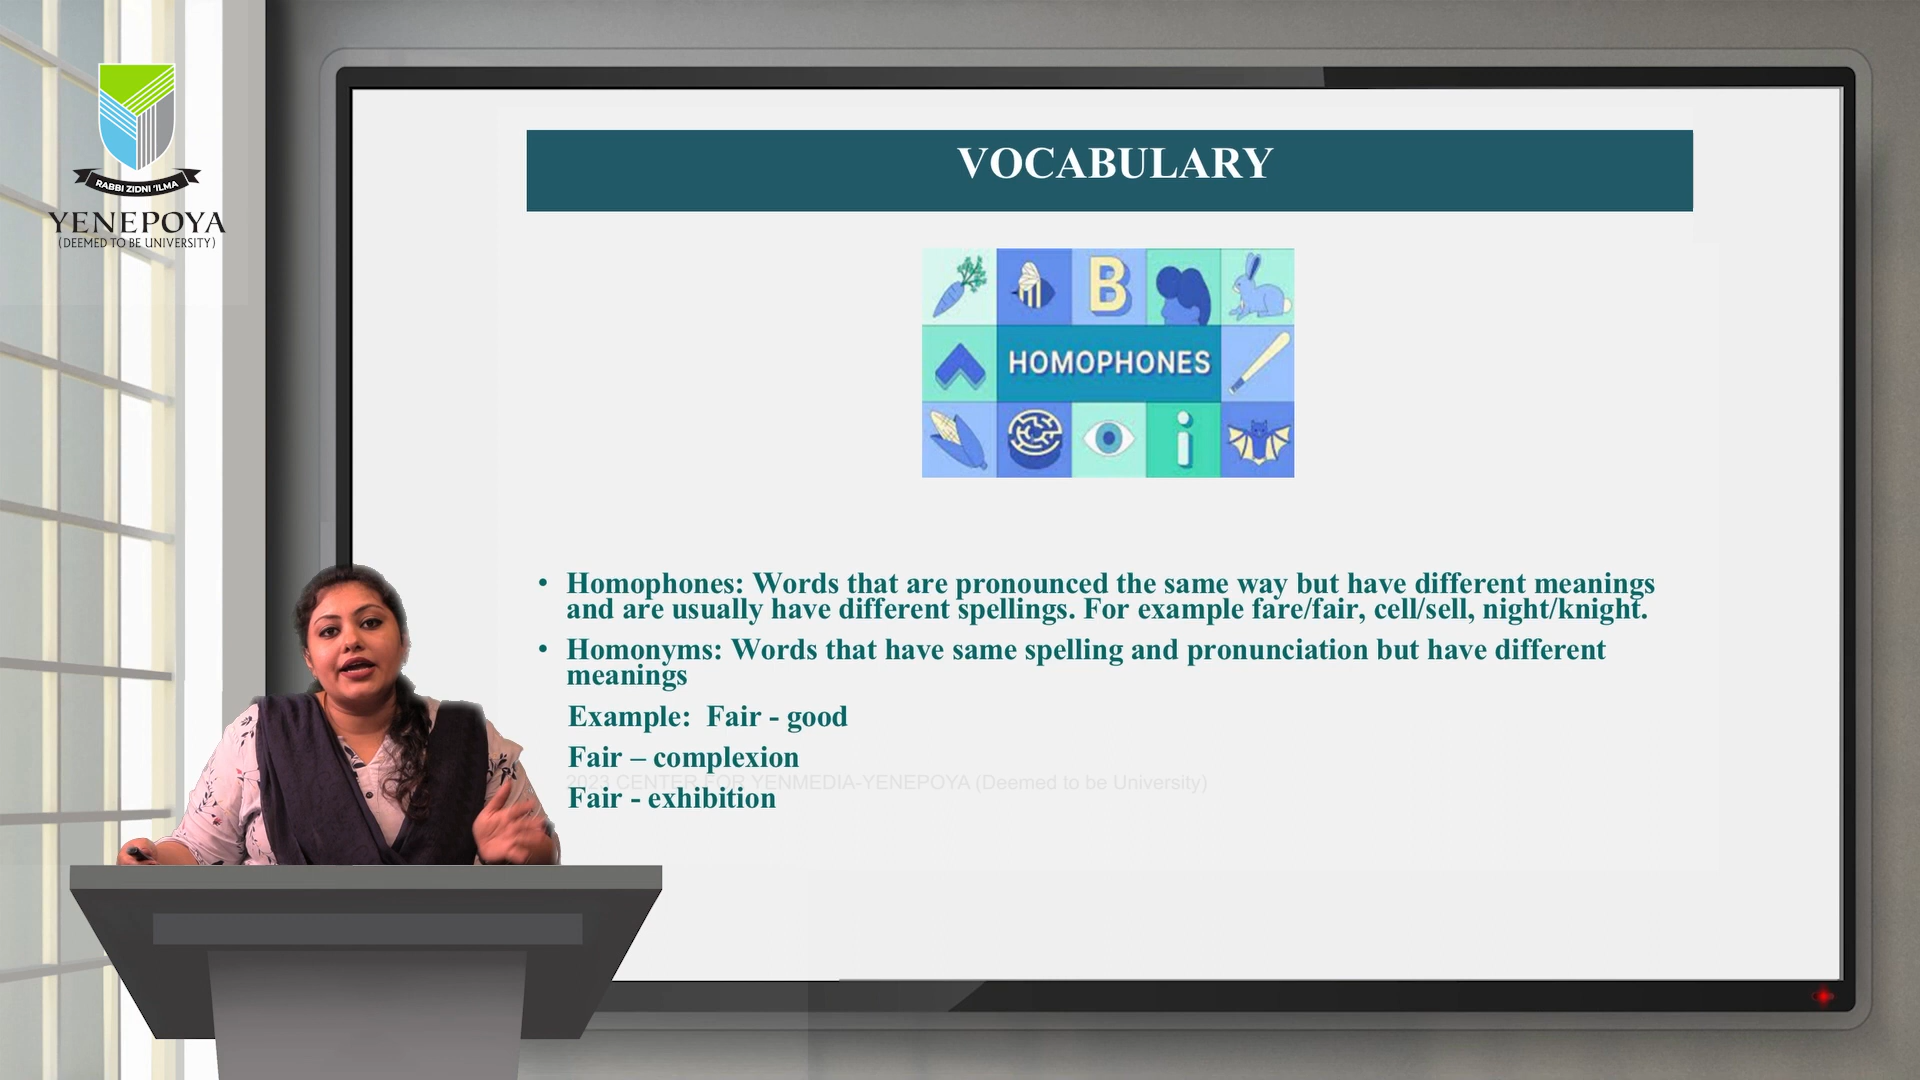 RABBI ZIDNI 'ILMA
YENEPOYA
(DEEMED TO BE UNIVERSITY)
VOCABULARY
B
HOMOPHONES
i
• Homophones: Words that are pronounced the same way but have different meanings
and are usually have different spellings. For example fare/fair, cell/sell, night/knight.
• Homonyms: Words that have same spelling and pronunciation but have different
meanings
Example: Fair - good
Fair – complexion
2023 CENTER FOR YENMEDIA-YENEPOYA (Deemed to be University)
Fair - exhibition